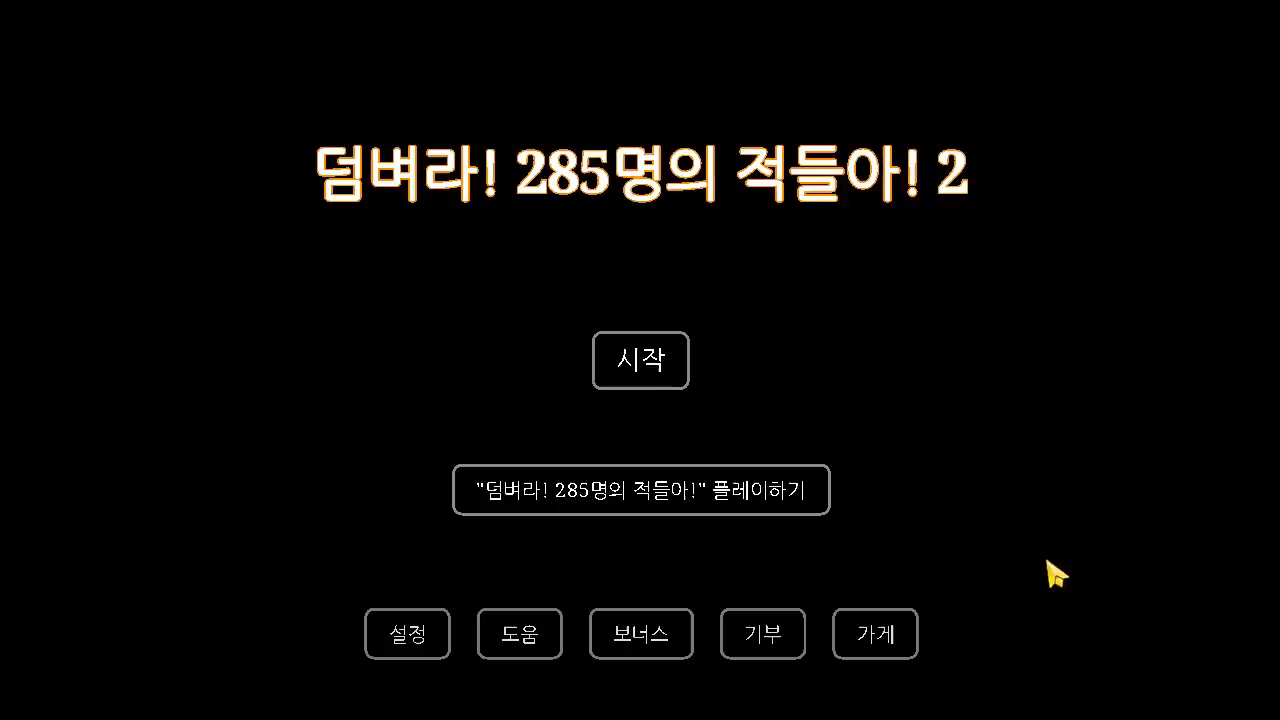 덤벼라! 285명의 적들아! 2
시작
"덤벼라! 285명의 적들아!" 플레이하기
설정 도움 보너스 기부 가게